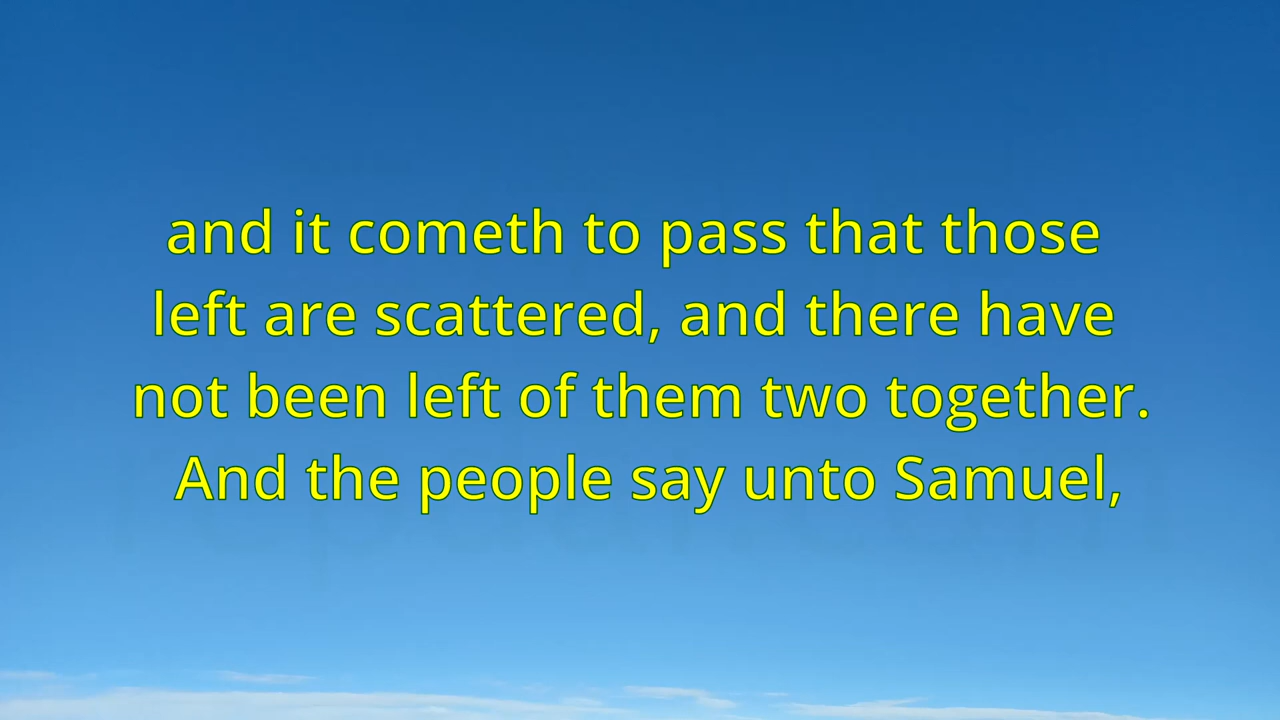 and it cometh to pass that those
left are scattered, and there have
not been left of them two together.
And the people say unto Samuel,